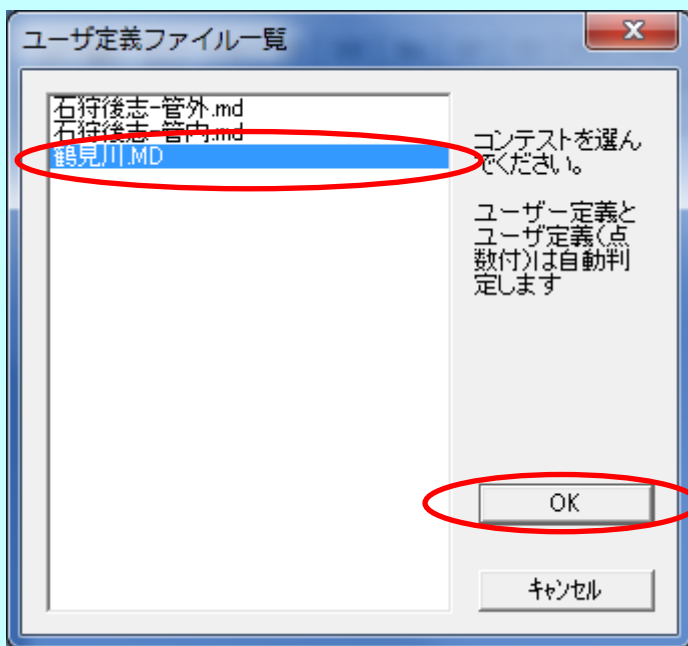 ユーザ定義ファイル一覧
石狩後志-管外.md
石狩後志-管内.md
鶴見川.MD
コンテストを選ん
でください。
ユーザー定義と
ユーザ定義(点
数付)は自動判
定します
OK
キャンセル